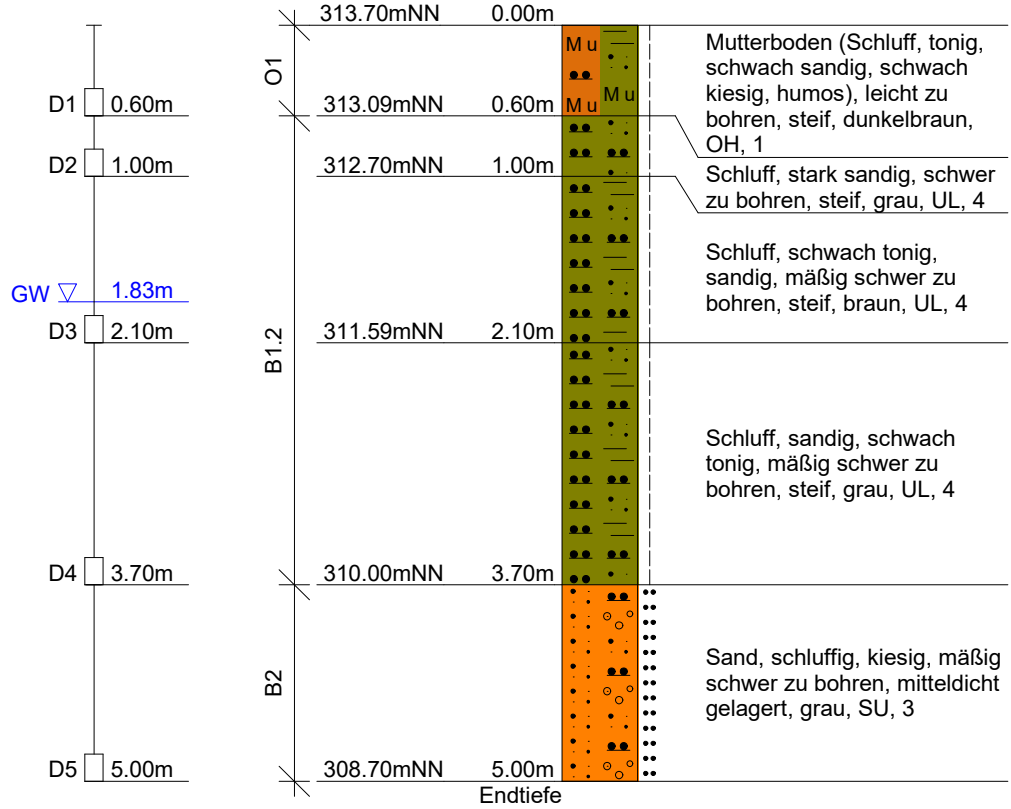 313.70mNN 0.00m
Mu
Mutterboden (Schluff, tonig,
schwach sandig, schwach
kiesig, humos), leicht zu
bohren, steif, dunkelbraun,
OH, 1
O1
Mu
D1 0.60m
313.09mNN 0.60m
Mu
D2 1.00m
312.70mNN 1.00m
Schluff, stark sandig, schwer
zu bohren, steif, grau, UL, 4
Schluff, schwach tonig,
sandig, mäßig schwer zu
bohren, steif, braun, UL, 4
GW 1.83m
D3 2.10m
311.59mNN 2.10m
B1.2
Schluff, sandig, schwach
tonig, mäßig schwer zu
bohren, steif, grau, UL, 4
D4 3.70m
310.00mNN 3.70m
B2
Sand, schluffig, kiesig, mäßig
schwer zu bohren, mitteldicht
gelagert, grau, SU, 3
D5 5.00m
308.70mNN 5.00m
Endtiefe